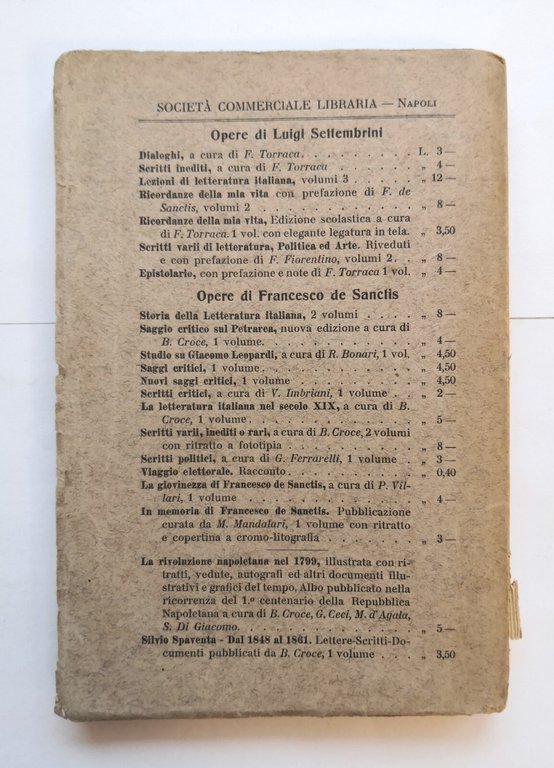 SOCIETÀ COMMERCIALE LIBRARIA — NAPOLI
Opere di Luigi Settembrini
Dialoghi, a cura di F. Torraca. . . . . . . . . . . L. 3 —
Scritti inediti, a cura di F. Torraca . . . . . . . . „ 4 —
Lezioni di letteratura italiana, volumi 3 . . . . . . „ 12 —
Ricordanze della mia vita con prefazione di F. de
Sanctis, volumi 2 . . . . . . . . . . . . . „ 8 —
Ricordanze della mia vita, Edizione scolastica a cura
di F. Torraca. 1 vol. con elegante legatura in tela. „ 3,50
Scritti varii di letteratura, Politica ed Arte. Riveduti
e con prefazione di F. Fiorentino, volumi 2 . . „ 8 —
Epistolario, con prefazione e note di F. Torraca 1 vol. „ 4 —
Opere di Francesco de Sanctis
Storia della Letteratura italiana, 2 volumi . . . . . „ 8 —
Saggio critico sul Petrarca, nuova edizione a cura di
B. Croce, 1 volume. . . . . . . . . . . . . „ 4 —
Studio su Giacomo Leopardi, a cura di R. Bonari, 1 vol. „ 4,50
Saggi critici, 1 volume. . . . . . . . . . . . . „ 4,50
Nuovi saggi critici, 1 volume . . . . . . . . . . „ 4,50
Scritti critici, a cura di V. Imbriani, 1 volume . . . „ 2 —
La letteratura italiana nel secolo XIX, a cura di B.
Croce, 1 volume. . . . . . . . . . . . . . „ 5 —
Scritti varii, inediti o rari, a cura di B. Croce, 2 volumi
con ritratto a fototipia . . . . . . . . . . . „ 8 —
Scritti politici, a cura di G. Ferrarelli, 1 volume . . „ 3 —
Viaggio elettorale. Racconto . . . . . . . . . . . „ 0,40
La giovinezza di Francesco de Sanctis, a cura di P. Vil-
lari, 1 volume . . . . . . . . . . . . . . . „ 4 —
In memoria di Francesco de Sanctis. Pubblicazione
curata da M. Mandalari, 1 volume con ritratto
e copertina a cromo-litografia . . . . . . . . „ 3 —
La rivoluzione napoletana nel 1799, illustrata con ri-
tratti, vedute, autografi ed altri documenti illu-
strativi e grafici del tempo. Albo pubblicato nella
ricorrenza del 1.º centenario della Repubblica
Napoletana a cura di B. Croce, G. Ceci, M. d'Ayala,
S. Di Giacomo. . . . . . . . . . . . . . . „ 5 —
Silvio Spaventa - Dal 1848 al 1861. Lettere-Scritti-Do-
cumenti pubblicati da B. Croce, 1 volume . . . „ 3,50